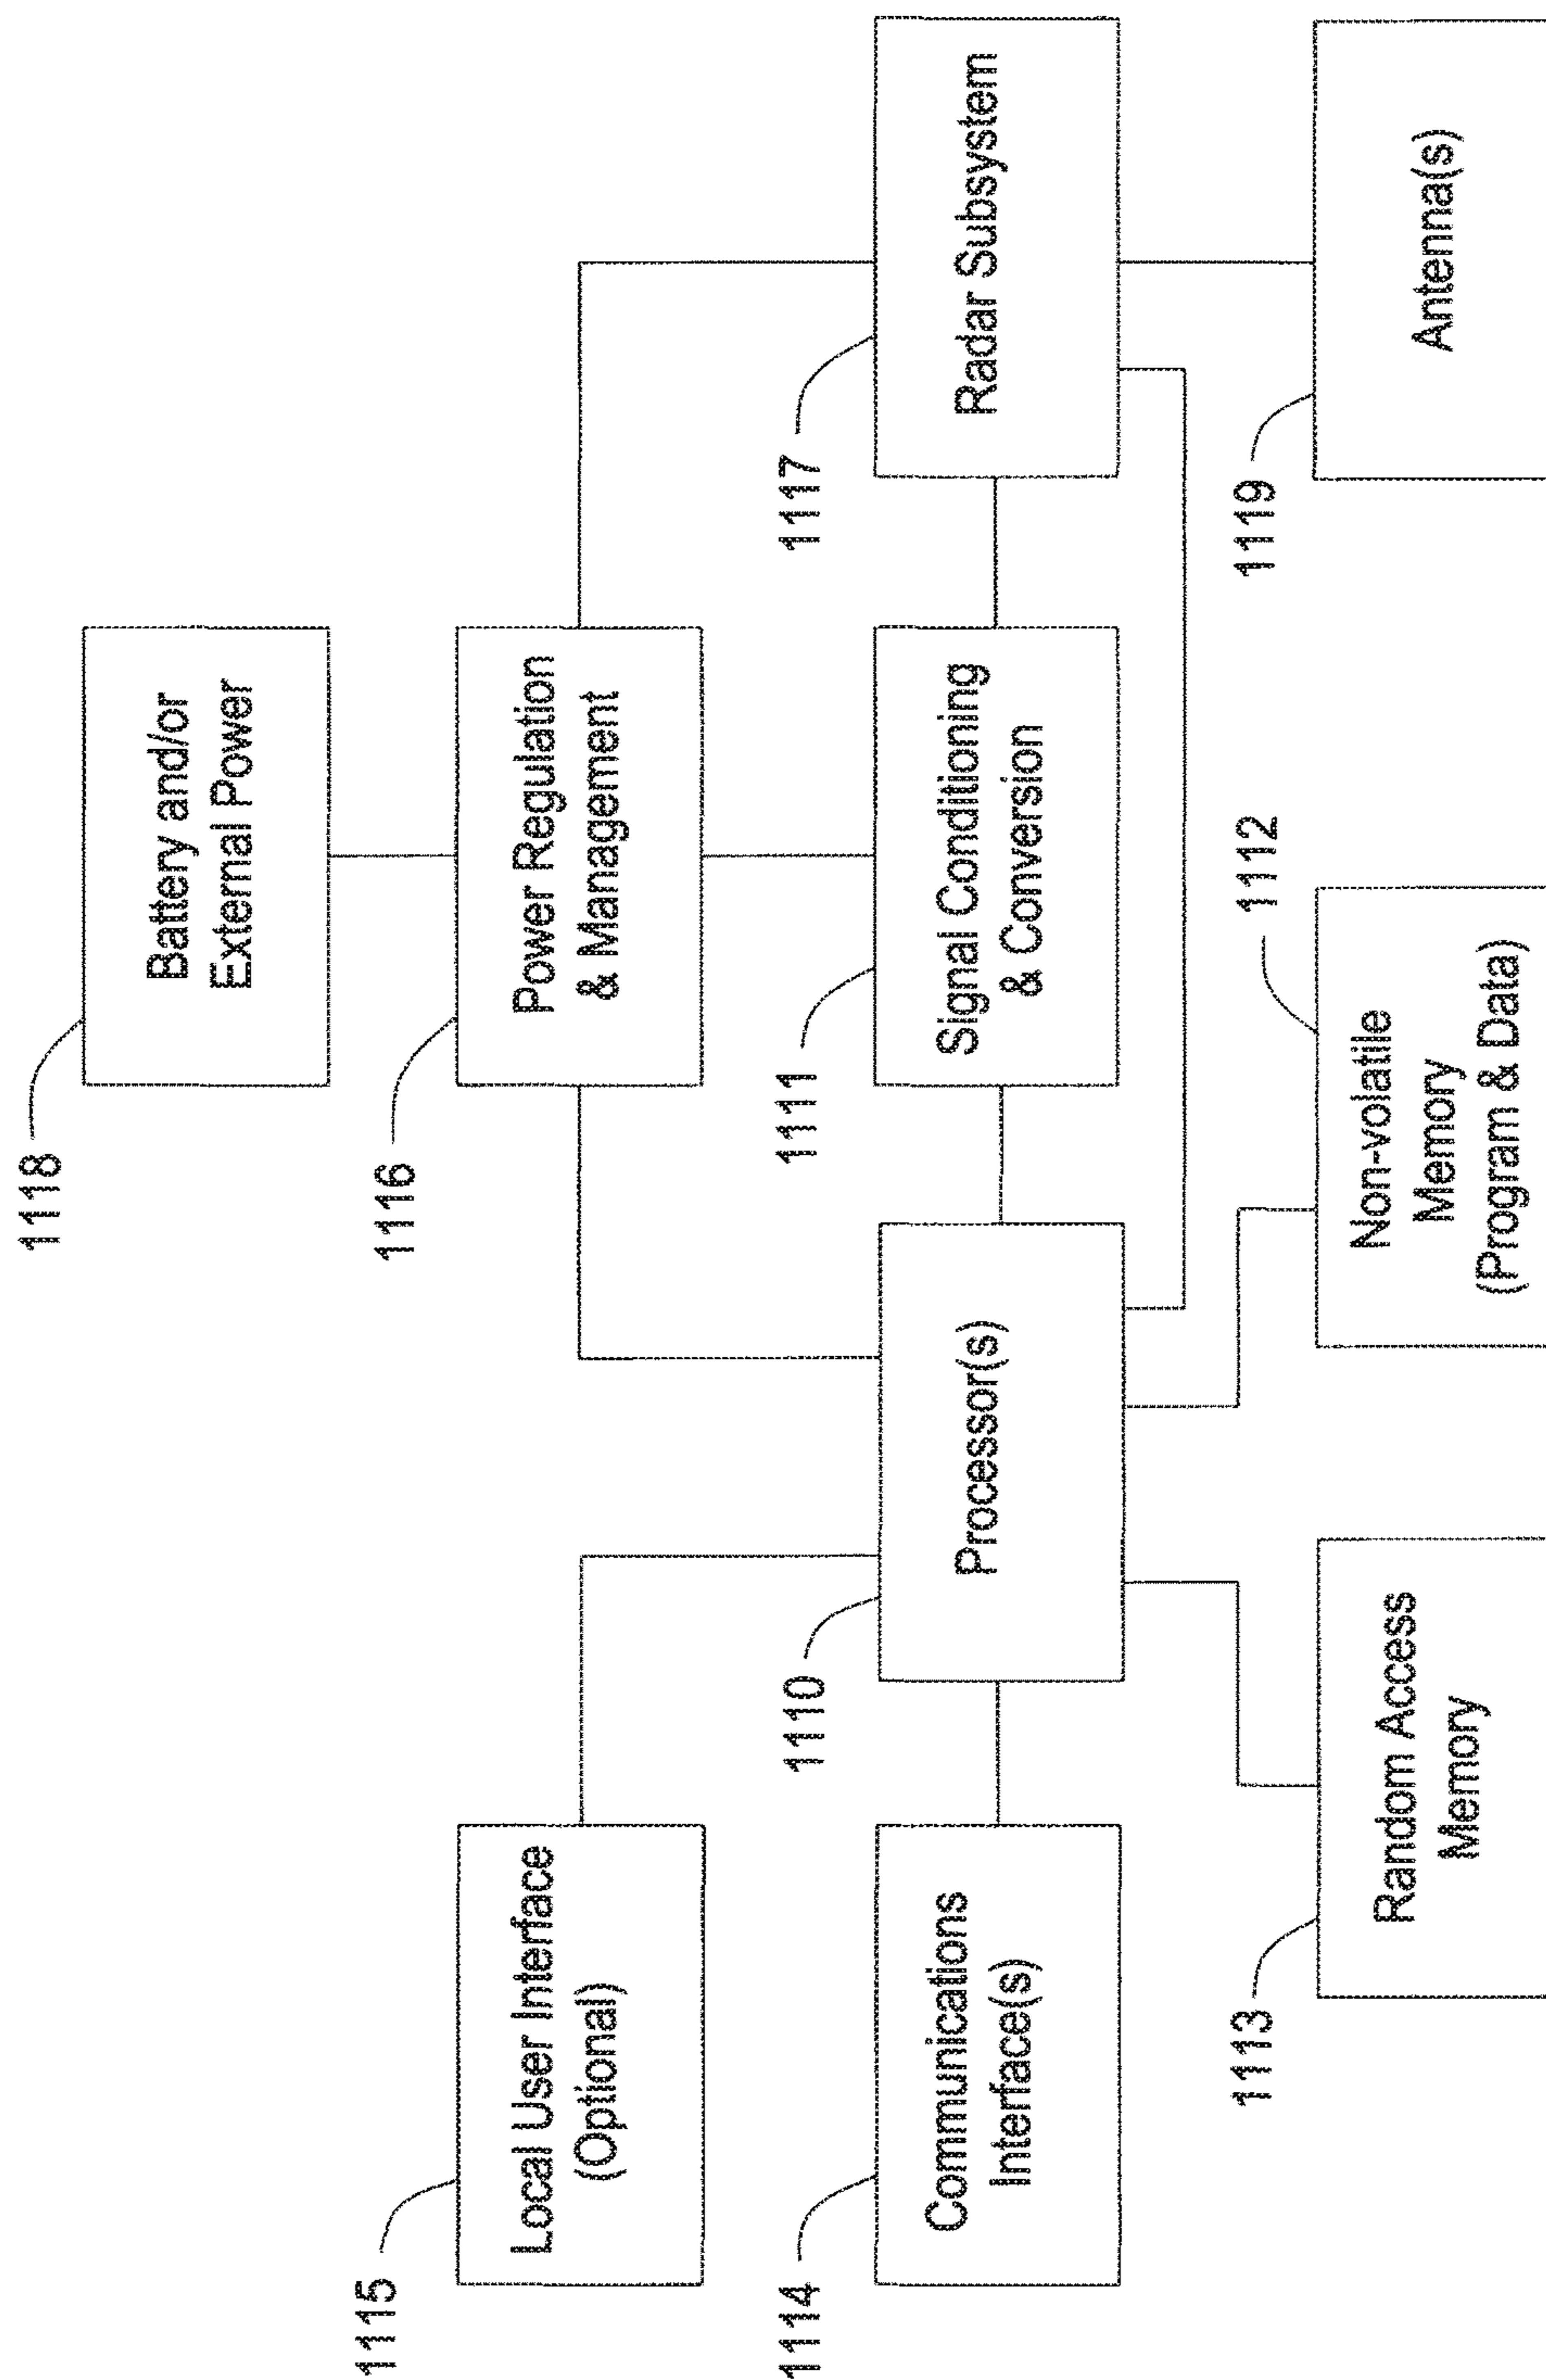 1118
Battery and/or
External Power
1115
Local User Interface
(Optional)
1116
Power Regulation
& Management
1114
Communications
Interface(s)
1110
Processor(s)
1111
Signal Conditioning
& Conversion
1117
Radar Subsystem
1113
Random Access
Memory
1112
Non-volatile
Memory
(Program & Data)
1119
Antenna(s)